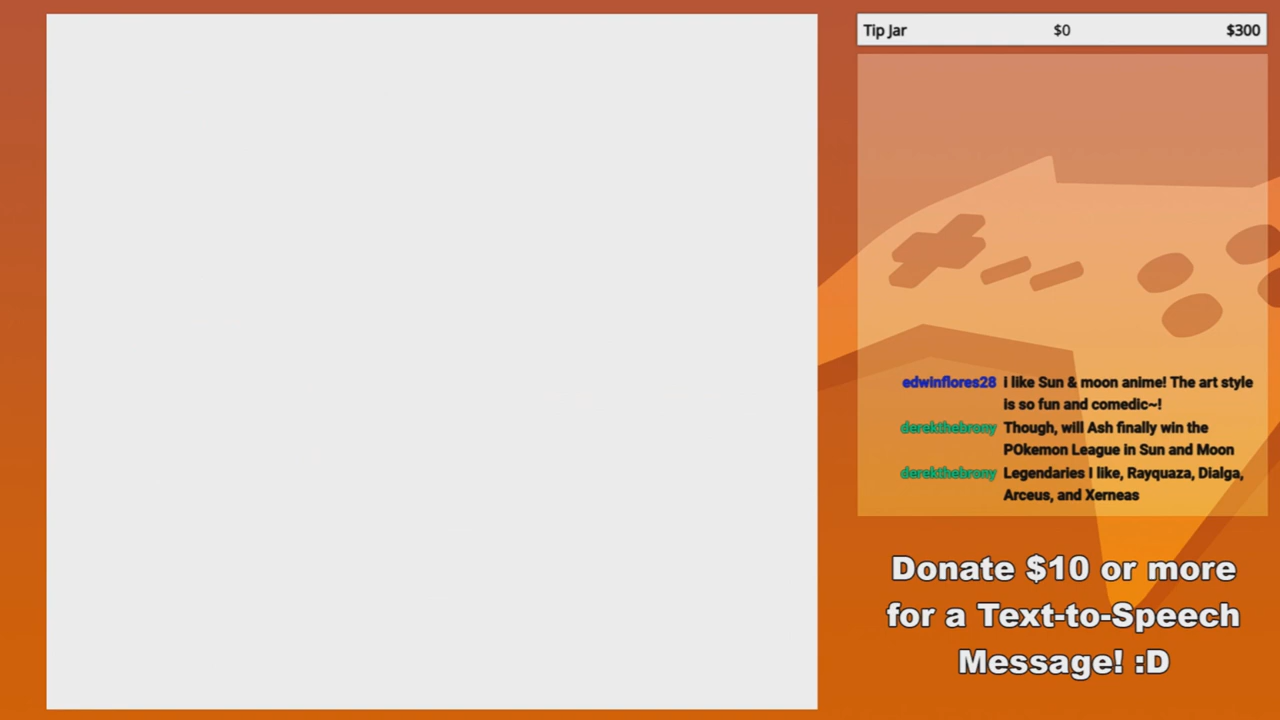 Tip Jar $0 $300
edwinflores28 i like Sun & moon anime! The art style
is so fun and comedic~!
derekthebrony Though, will Ash finally win the
POkemon League in Sun and Moon
derekthebrony Legendaries I like, Rayquaza, Dialga,
Arceus, and Xerneas
Donate $10 or more
for a Text-to-Speech
Message! :D